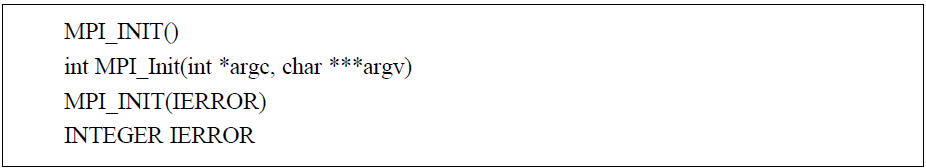 MPI_INIT()
int MPI_Init(int *argc, char ***argv)
MPI_INIT(IERROR)
INTEGER IERROR